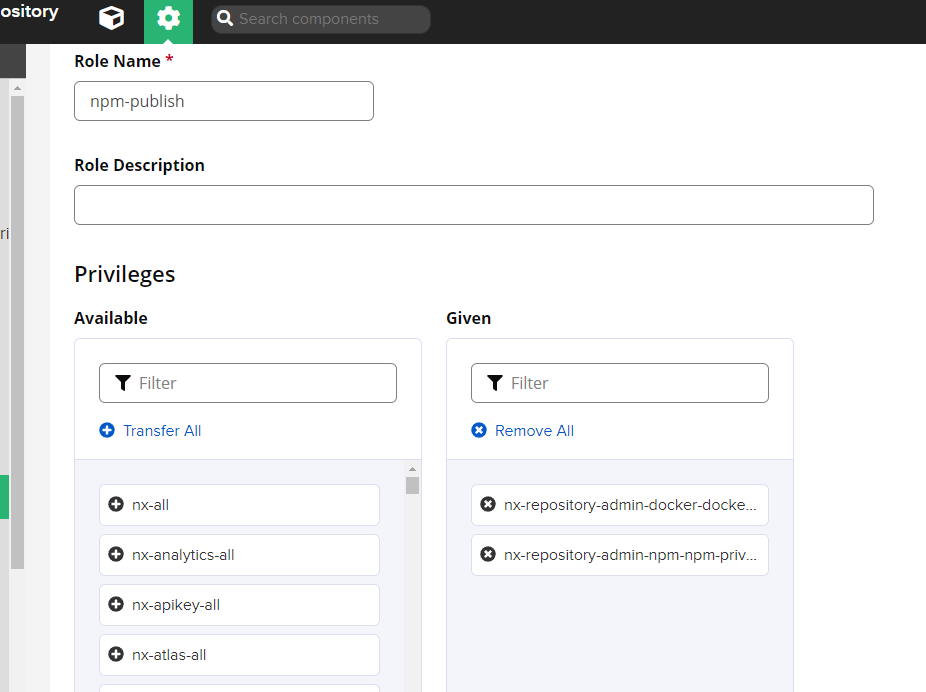 ository
Search components
Role Name *
npm-publish
Role Description
ri
Privileges
Available
Given
Filter
Filter
Transfer All
Remove All
nx-all
nx-repository-admin-docker-docke...
nx-analytics-all
nx-repository-admin-npm-npm-priv...
nx-apikey-all
nx-atlas-all